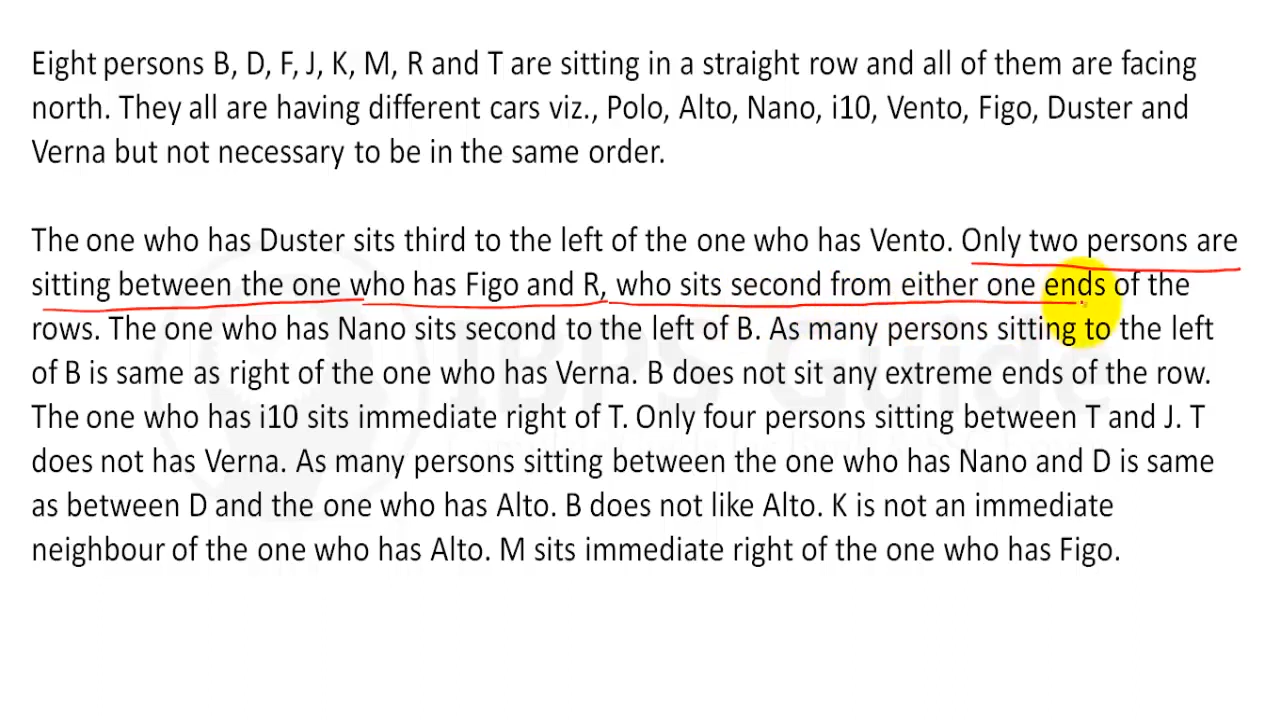 Eight persons B, D, F, J, K, M, R and T are sitting in a straight row and all of them are facing
north. They all are having different cars viz., Polo, Alto, Nano, i10, Vento, Figo, Duster and
Verna but not necessary to be in the same order.
The one who has Duster sits third to the left of the one who has Vento. Only two persons are
sitting between the one who has Figo and R, who sits second from either one ends of the
rows. The one who has Nano sits second to the left of B. As many persons sitting to the left
of B is same as right of the one who has Verna. B does not sit any extreme ends of the row.
The one who has i10 sits immediate right of T. Only four persons sitting between T and J. T
does not has Verna. As many persons sitting between the one who has Nano and D is same
as between D and the one who has Alto. B does not like Alto. K is not an immediate
neighbour of the one who has Alto. M sits immediate right of the one who has Figo.
IBPS Guide